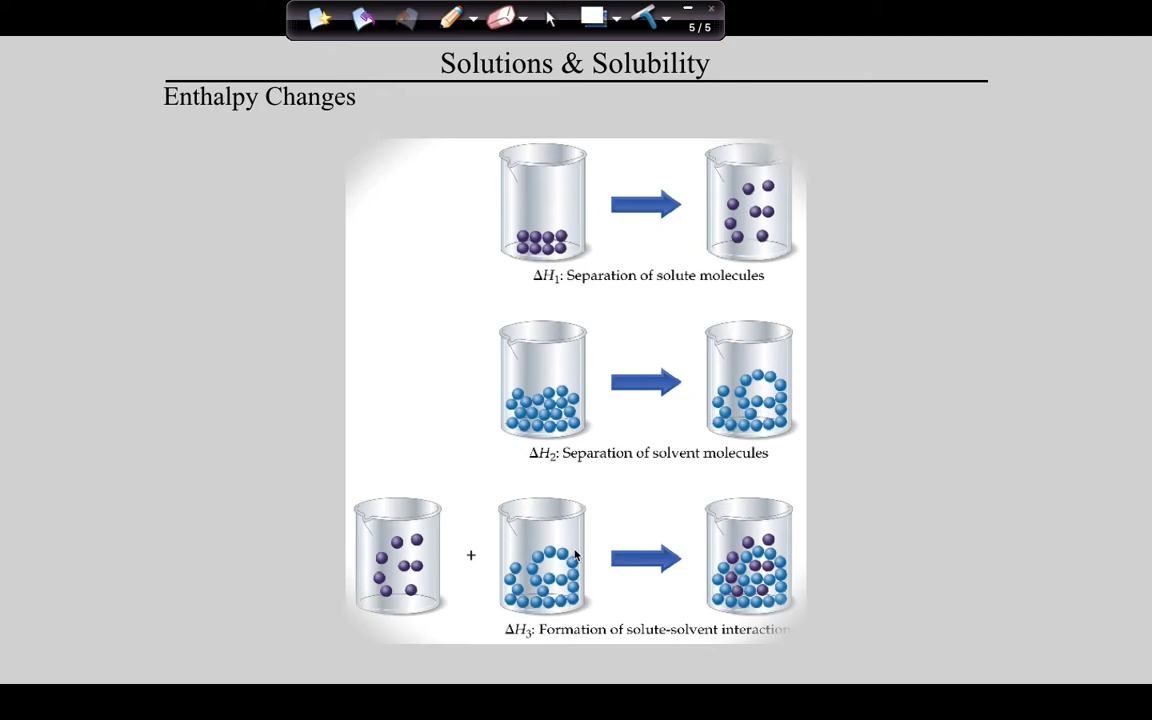 5 / 5
Solutions & Solubility
Enthalpy Changes
ΔH₁: Separation of solute molecules
ΔH₂: Separation of solvent molecules
+
ΔH₃: Formation of solute-solvent interaction